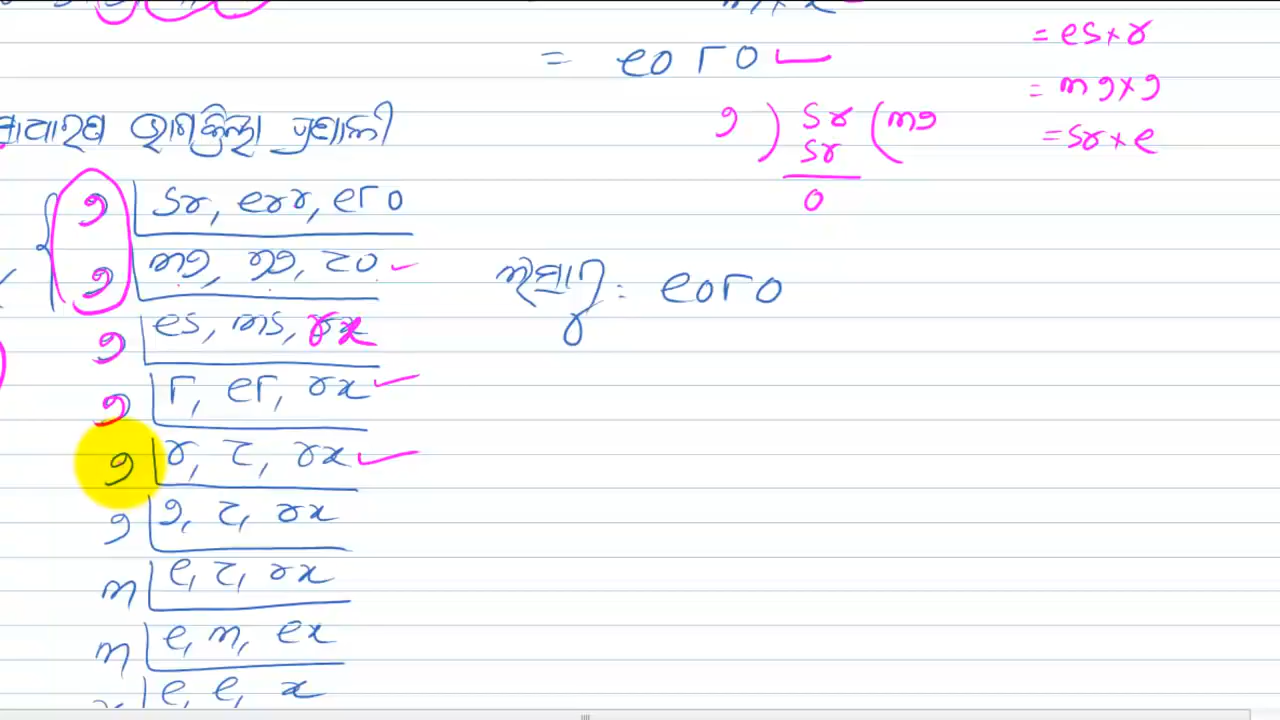 = ୧୬×୪
= ୧୦୮୦
= ୩୨×୨
ସାଧାରଣ ଭାଗକ୍ରିୟା ପ୍ରଣାଳୀ
୨ ) ୬୪ ( ୩୨
୬୪
୦
= ୬୪×୧
୨ ୬୪, ୧୪୪, ୧୮୦
୨ ୩୨, ୭୨, ୯୦
ଲ.ସା.ଗୁ : ୧୦୮୦
୨ ୧୬, ୩୬, ୪୫
୨ ୮, ୧୮, ୪୫
୨ ୪, ୯, ୪୫
୨ ୨, ୯, ୪୫
୩ ୧, ୯, ୪୫
୩ ୧, ୩, ୧୫
୧, ୧, ୫